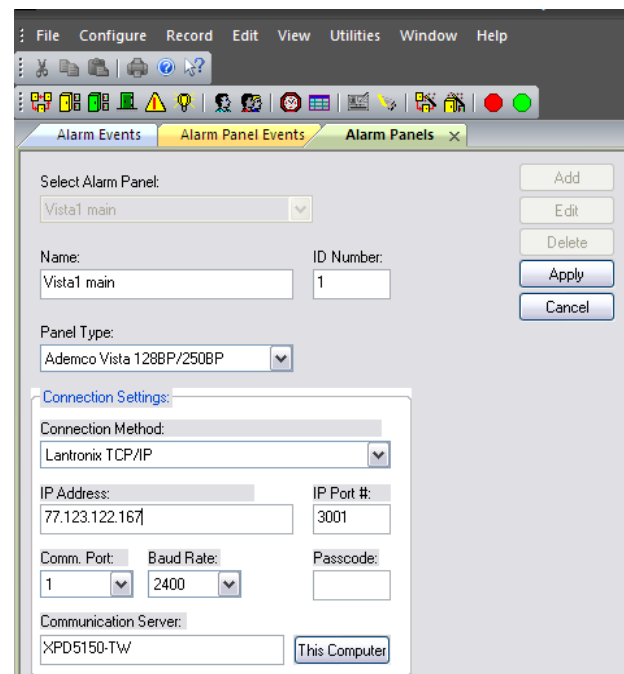 File Configure Record Edit View Utilities Window Help
Alarm Events Alarm Panel Events Alarm Panels
Select Alarm Panel:
Vista1 main
Add
Edit
Delete
Apply
Cancel
Name: ID Number:
Vista1 main 1
Panel Type:
Ademco Vista 128BP/250BP
Connection Settings:
Connection Method:
Lantronix TCP/IP
IP Address: IP Port #:
77.123.122.167 3001
Comm. Port: Baud Rate: Passcode:
1 2400
Communication Server:
XPD5150-TW This Computer